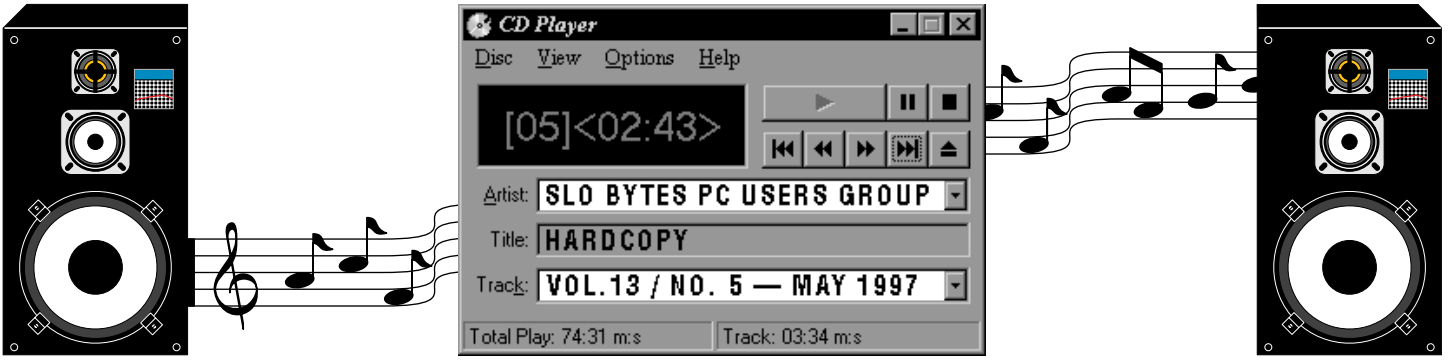 CD Player
Disc View Options Help
[05]<02:43>
Artist: SLO BYTES PC USERS GROUP
Title: HARDCOPY
Track: VOL.13 / NO. 5 — MAY 1997
Total Play: 74:31 m:s Track: 03:34 m:s